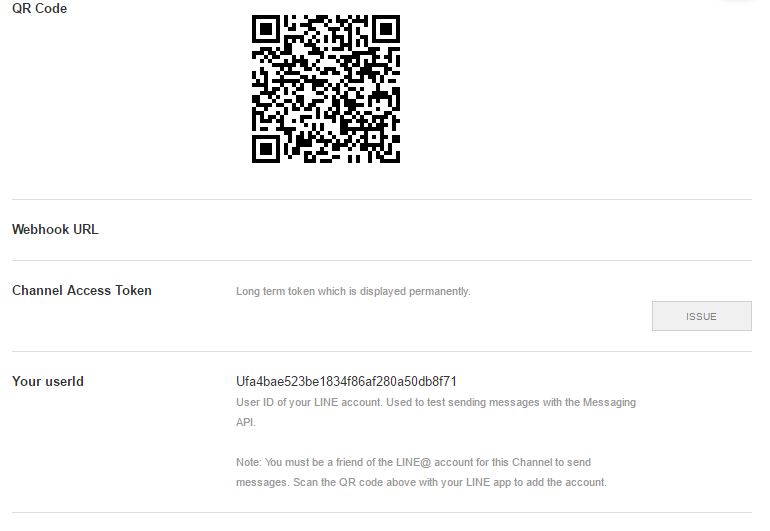 QR Code
Webhook URL
Channel Access Token
Long term token which is displayed permanently.
ISSUE
Your userId
Ufa4bae523be1834f86af280a50db8f71
User ID of your LINE account. Used to test sending messages with the Messaging
API.
Note: You must be a friend of the LINE@ account for this Channel to send
messages. Scan the QR code above with your LINE app to add the account.